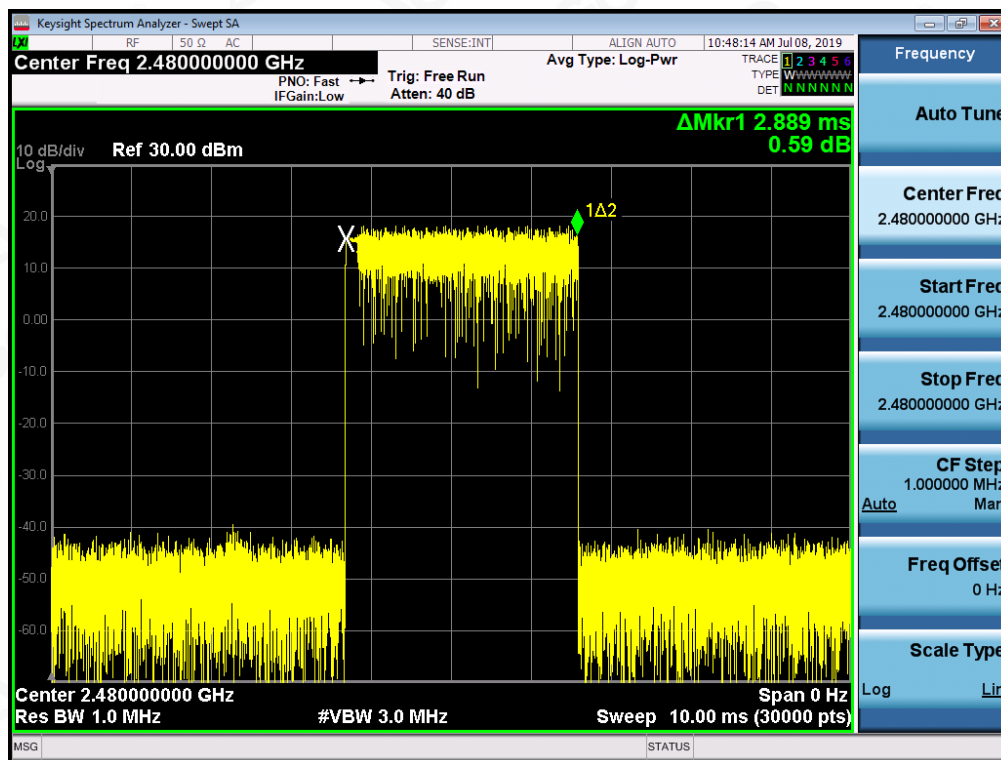 Keysight Spectrum Analyzer - Swept SA
LXI RF 50 Ω AC SENSE:INT ALIGN AUTO 10:48:14 AM Jul 08, 2019
Center Freq 2.480000000 GHz
PNO: Fast
IFGain:Low
Trig: Free Run
Atten: 40 dB
Avg Type: Log-Pwr
TRACE 1 2 3 4 5 6
TYPE WWWWWW
DET N N N N N N
ΔMkr1 2.889 ms
0.59 dB
10 dB/div Ref 30.00 dBm
Log
1Δ2
X
20.0
10.0
0.00
-10.0
-20.0
-30.0
-40.0
-50.0
-60.0
Center 2.480000000 GHz Span 0 Hz
Res BW 1.0 MHz #VBW 3.0 MHz Sweep 10.00 ms (30000 pts)
MSG STATUS
Frequency
Auto Tune
Center Freq
2.480000000 GHz
Start Freq
2.480000000 GHz
Stop Freq
2.480000000 GHz
CF Step
1.000000 MHz
Auto Man
Freq Offset
0 Hz
Scale Type
Log Lin